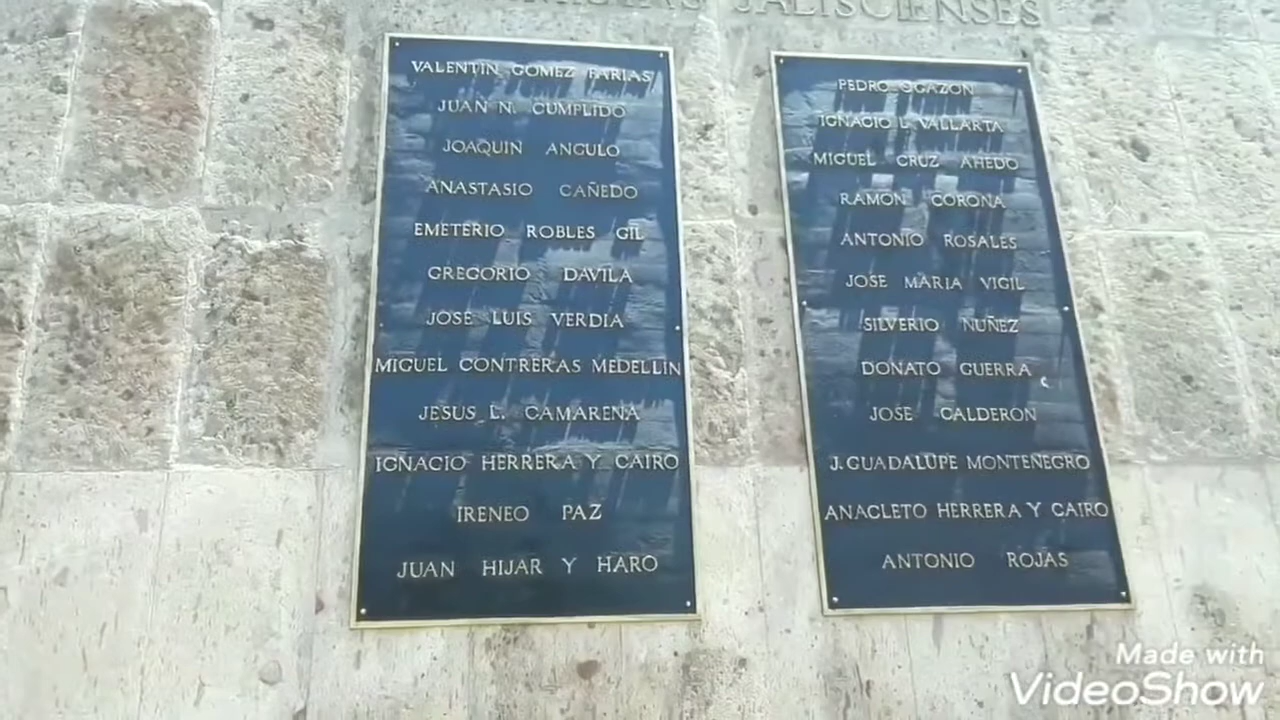 JALISCIENSES
VALENTIN GOMEZ FARIAS
JUAN N. CUMPLIDO
JOAQUIN ANGULO
ANASTASIO CAÑEDO
EMETERIO ROBLES GIL
GREGORIO DAVILA
JOSE LUIS VERDIA
MIGUEL CONTRERAS MEDELLIN
JESUS L. CAMARENA
IGNACIO HERRERA Y CAIRO
IRENEO PAZ
JUAN HIJAR Y HARO
PEDRO OGAZON
IGNACIO L. VALLARTA
MIGUEL CRUZ AHEDO
RAMON CORONA
ANTONIO ROSALES
JOSE MARIA VIGIL
SILVERIO NUÑEZ
DONATO GUERRA
JOSE CALDERON
J. GUADALUPE MONTENEGRO
ANACLETO HERRERA Y CAIRO
ANTONIO ROJAS
Made with
VideoShow